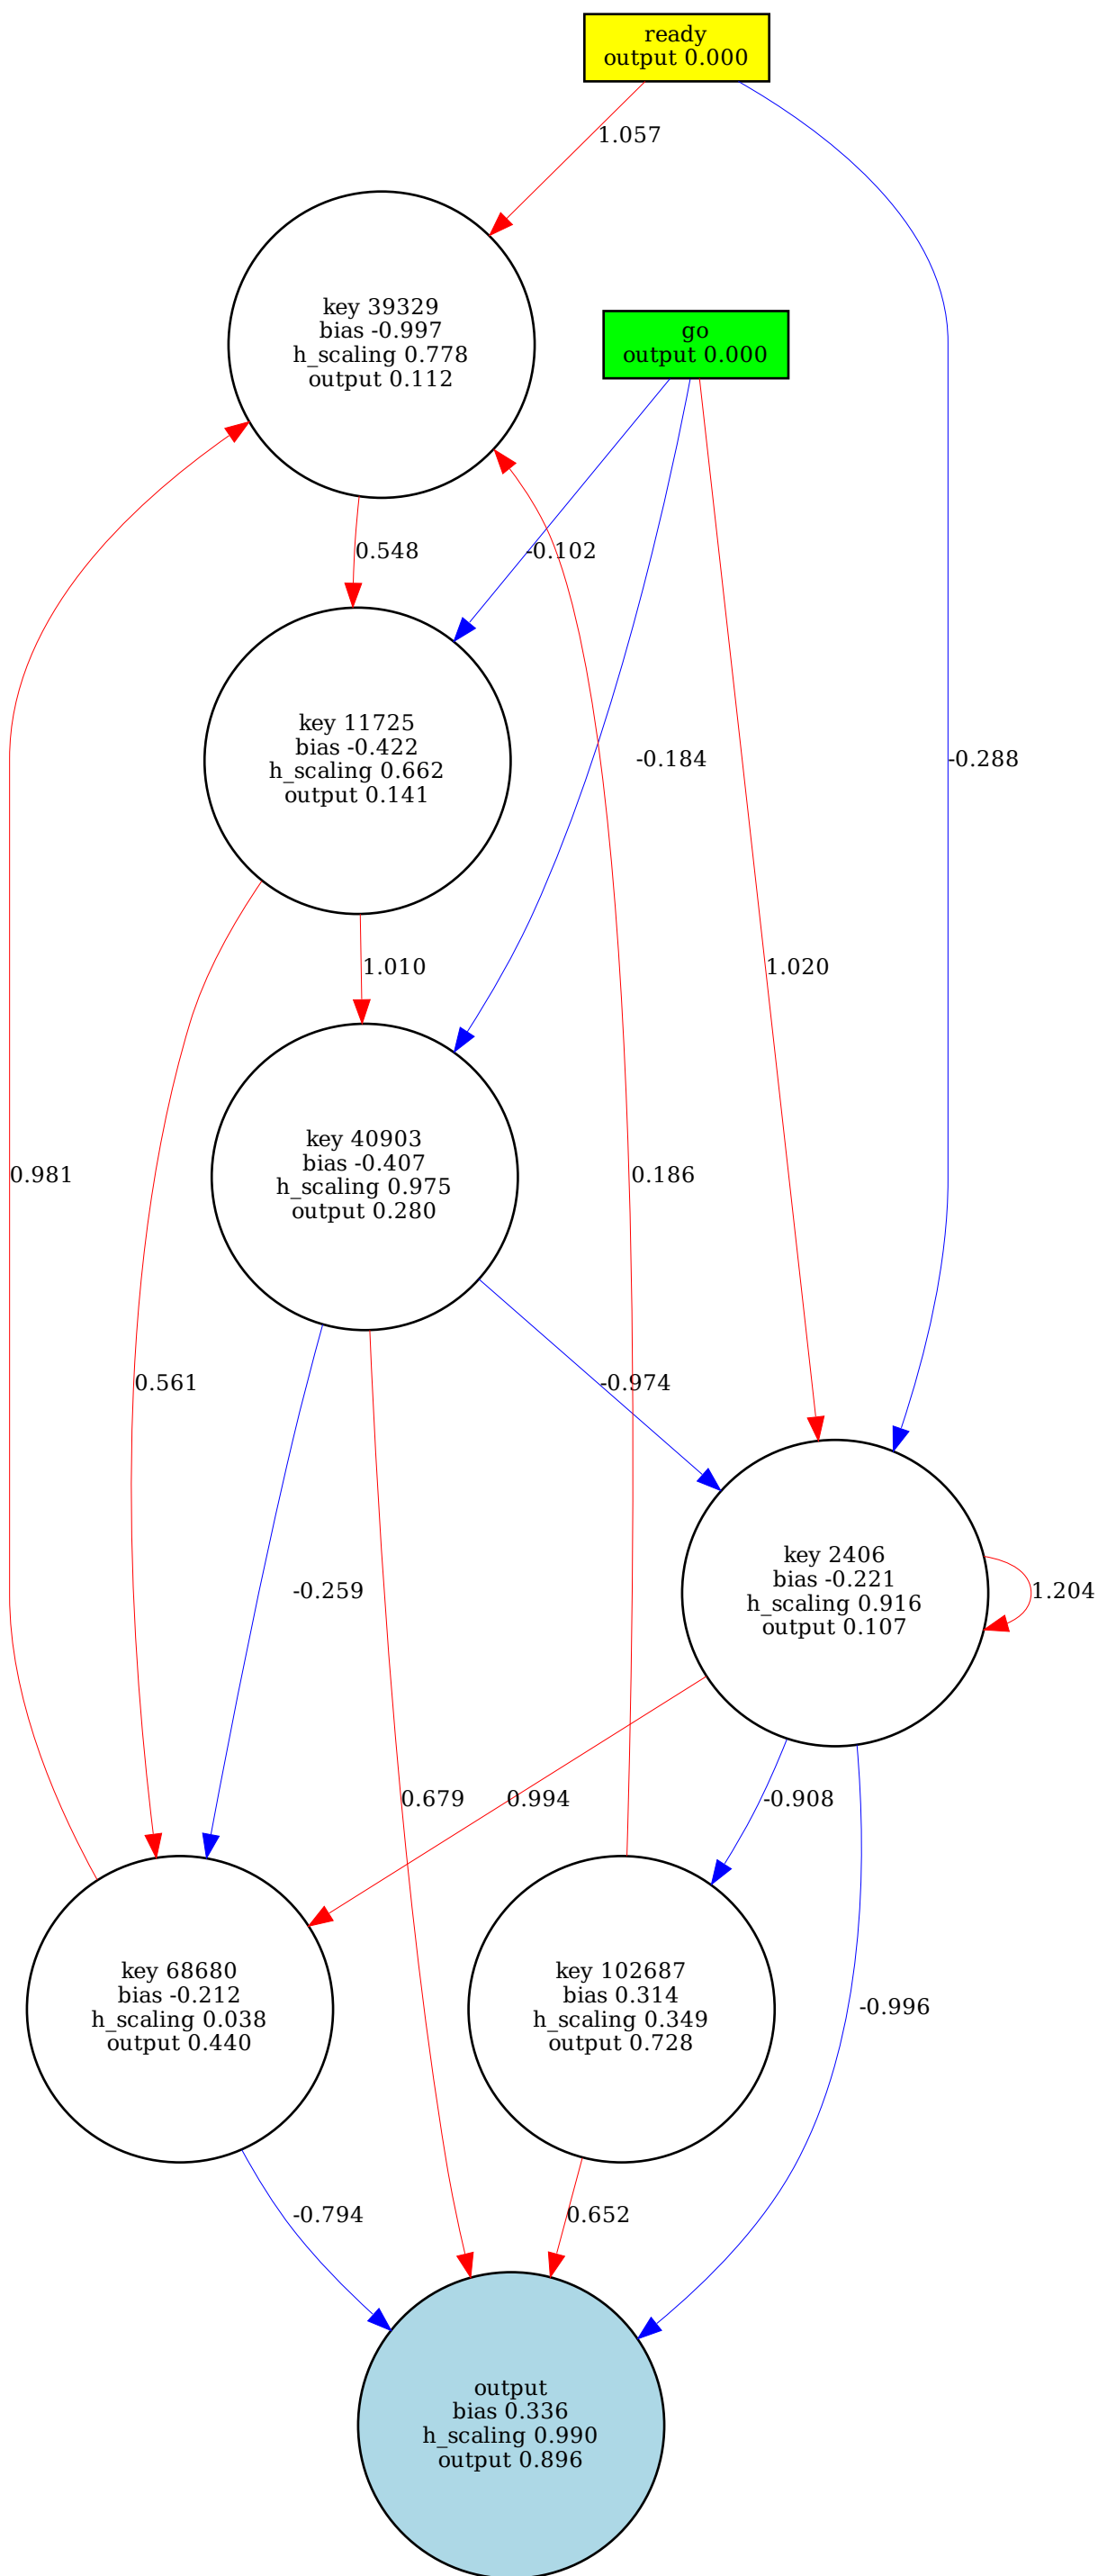 ready
output 0.000
1.057
key 39329
bias -0.997
h_scaling 0.778
output 0.112
go
output 0.000
0.548
-0.102
key 11725
bias -0.422
h_scaling 0.662
output 0.141
-0.184
-0.288
1.010
1.020
key 40903
bias -0.407
h_scaling 0.975
output 0.280
0.981
0.186
0.561
-0.974
key 2406
bias -0.221
h_scaling 0.916
output 0.107
-0.259
1.204
0.679
0.994
-0.908
key 68680
bias -0.212
h_scaling 0.038
output 0.440
key 102687
bias 0.314
h_scaling 0.349
output 0.728
-0.996
-0.794
0.652
output
bias 0.336
h_scaling 0.990
output 0.896